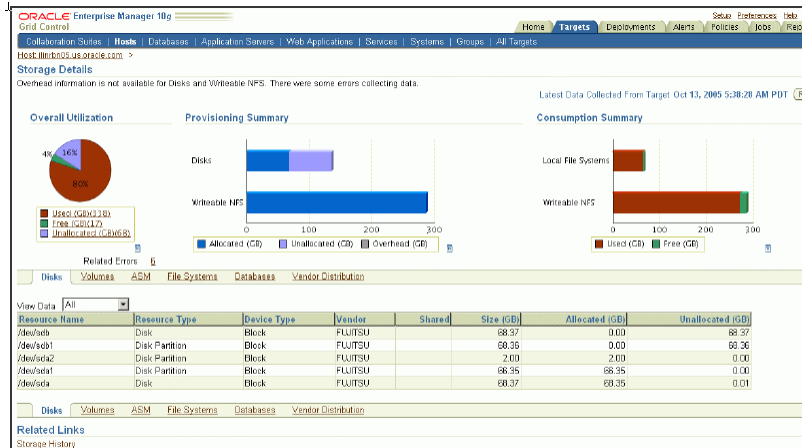 ORACLE Enterprise Manager 10g
Grid Control
Setup Preferences Help
Home Targets Deployments Alerts Policies Jobs
Collaboration Suites | Hosts | Databases | Application Servers | Web Applications | Services | Systems | Groups | All Targets
Storage Details
Overhead information is not available for Disks and Writeable NFS. There were some errors collecting data.
Latest Data Collected From Target Oct 13, 2005 5:38:28 AM PDT
Overall Utilization
Provisioning Summary
Consumption Summary
4%
16%
80%
Used (GB)(338)
Free (GB)(17)
Unallocated (GB)(68)
Disks
Writeable NFS
0 100 200 300
Allocated (GB) Unallocated (GB) Overhead (GB)
Local File Systems
Writeable NFS
0 100 200 300
Used (GB) Free (GB)
Related Errors 6
Disks Volumes ASM File Systems Databases Vendor Distribution
View Data All
Resource Name Resource Type Device Type Vendor Shared Size (GB) Allocated (GB) Unallocated (GB)
/dev/sdb Disk Block FUJITSU 68.37 0.00 68.37
/dev/sdb1 Disk Partition Block FUJITSU 68.36 0.00 68.36
/dev/sda2 Disk Partition Block FUJITSU 2.00 2.00 0.00
/dev/sda1 Disk Partition Block FUJITSU 66.35 66.35 0.00
/dev/sda Disk Block FUJITSU 68.37 68.35 0.01
Disks Volumes ASM File Systems Databases Vendor Distribution
Related Links
Storage History